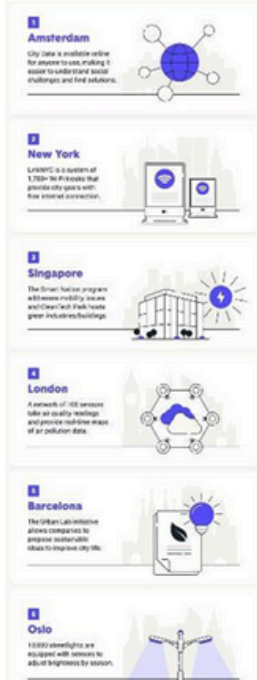 1
Amsterdam
City Data is available online
for anyone to use, making it
easier to understand social
challenges and find solutions.
2
New York
LinkNYC is a system of
1,700+ Wi-Fi kiosks that
provide city-goers with
free internet connection.
3
Singapore
The Smart Nation program
addresses mobility issues
and CleanTech Park hosts
green industries/buildings.
4
London
A network of 100 sensors
take air quality readings
and provide real-time maps
of air pollution data.
5
Barcelona
The Urban Lab initiative
allows companies to
propose sustainable
ideas to improve city life.
6
Oslo
10,000 streetlights are
equipped with sensors to
adjust brightness by season.